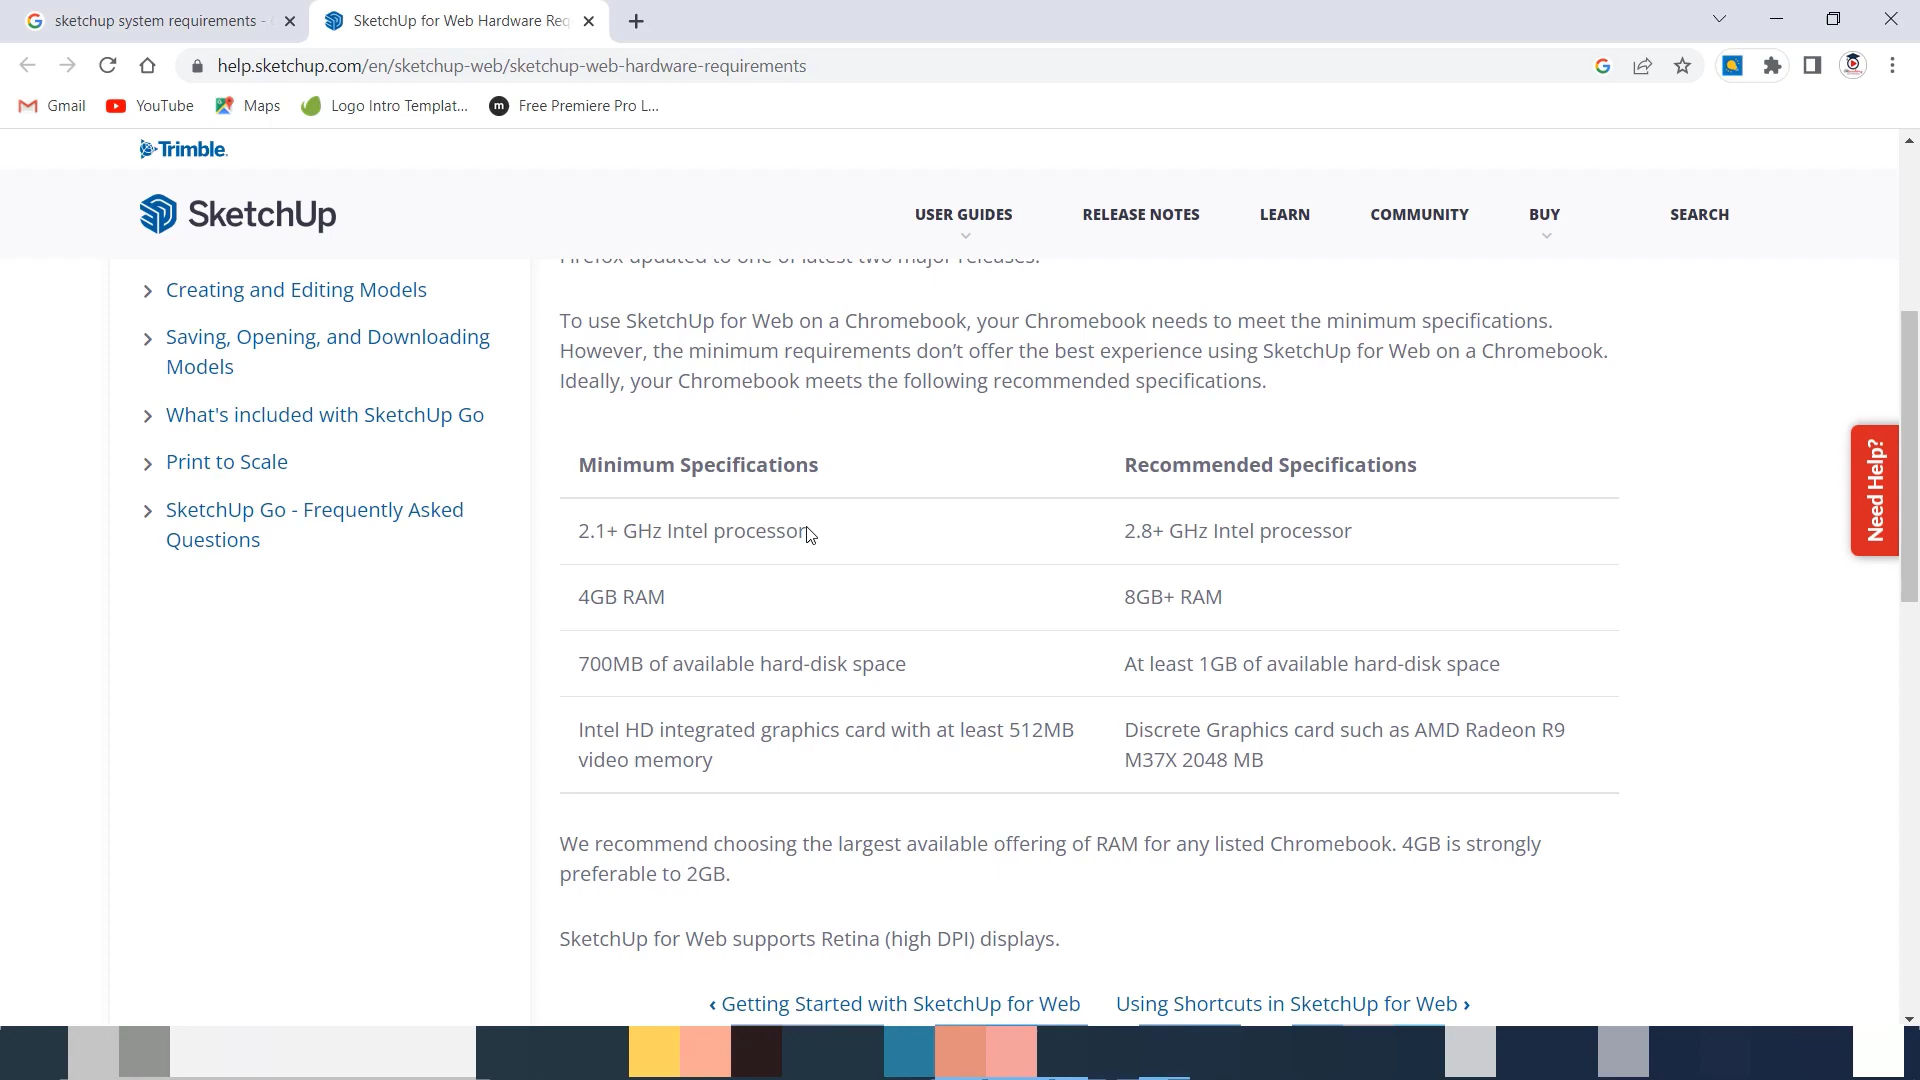 sketchup system requirements -
SketchUp for Web Hardware Req
help.sketchup.com/en/sketchup-web/sketchup-web-hardware-requirements
Gmail
YouTube
Maps
Logo Intro Templat...
m
Free Premiere Pro L...
Trimble.
SketchUp
USER GUIDES
RELEASE NOTES
LEARN
COMMUNITY
BUY
SEARCH
Creating and Editing Models
Saving, Opening, and Downloading
Models
What's included with SketchUp Go
Print to Scale
SketchUp Go - Frequently Asked
Questions
Firefox updated to one of latest two major releases.
To use SketchUp for Web on a Chromebook, your Chromebook needs to meet the minimum specifications.
However, the minimum requirements don’t offer the best experience using SketchUp for Web on a Chromebook.
Ideally, your Chromebook meets the following recommended specifications.
Minimum Specifications
Recommended Specifications
2.1+ GHz Intel processor
2.8+ GHz Intel processor
4GB RAM
8GB+ RAM
700MB of available hard-disk space
At least 1GB of available hard-disk space
Intel HD integrated graphics card with at least 512MB
video memory
Discrete Graphics card such as AMD Radeon R9
M37X 2048 MB
We recommend choosing the largest available offering of RAM for any listed Chromebook. 4GB is strongly
preferable to 2GB.
SketchUp for Web supports Retina (high DPI) displays.
‹ Getting Started with SketchUp for Web
Using Shortcuts in SketchUp for Web ›
Need Help?